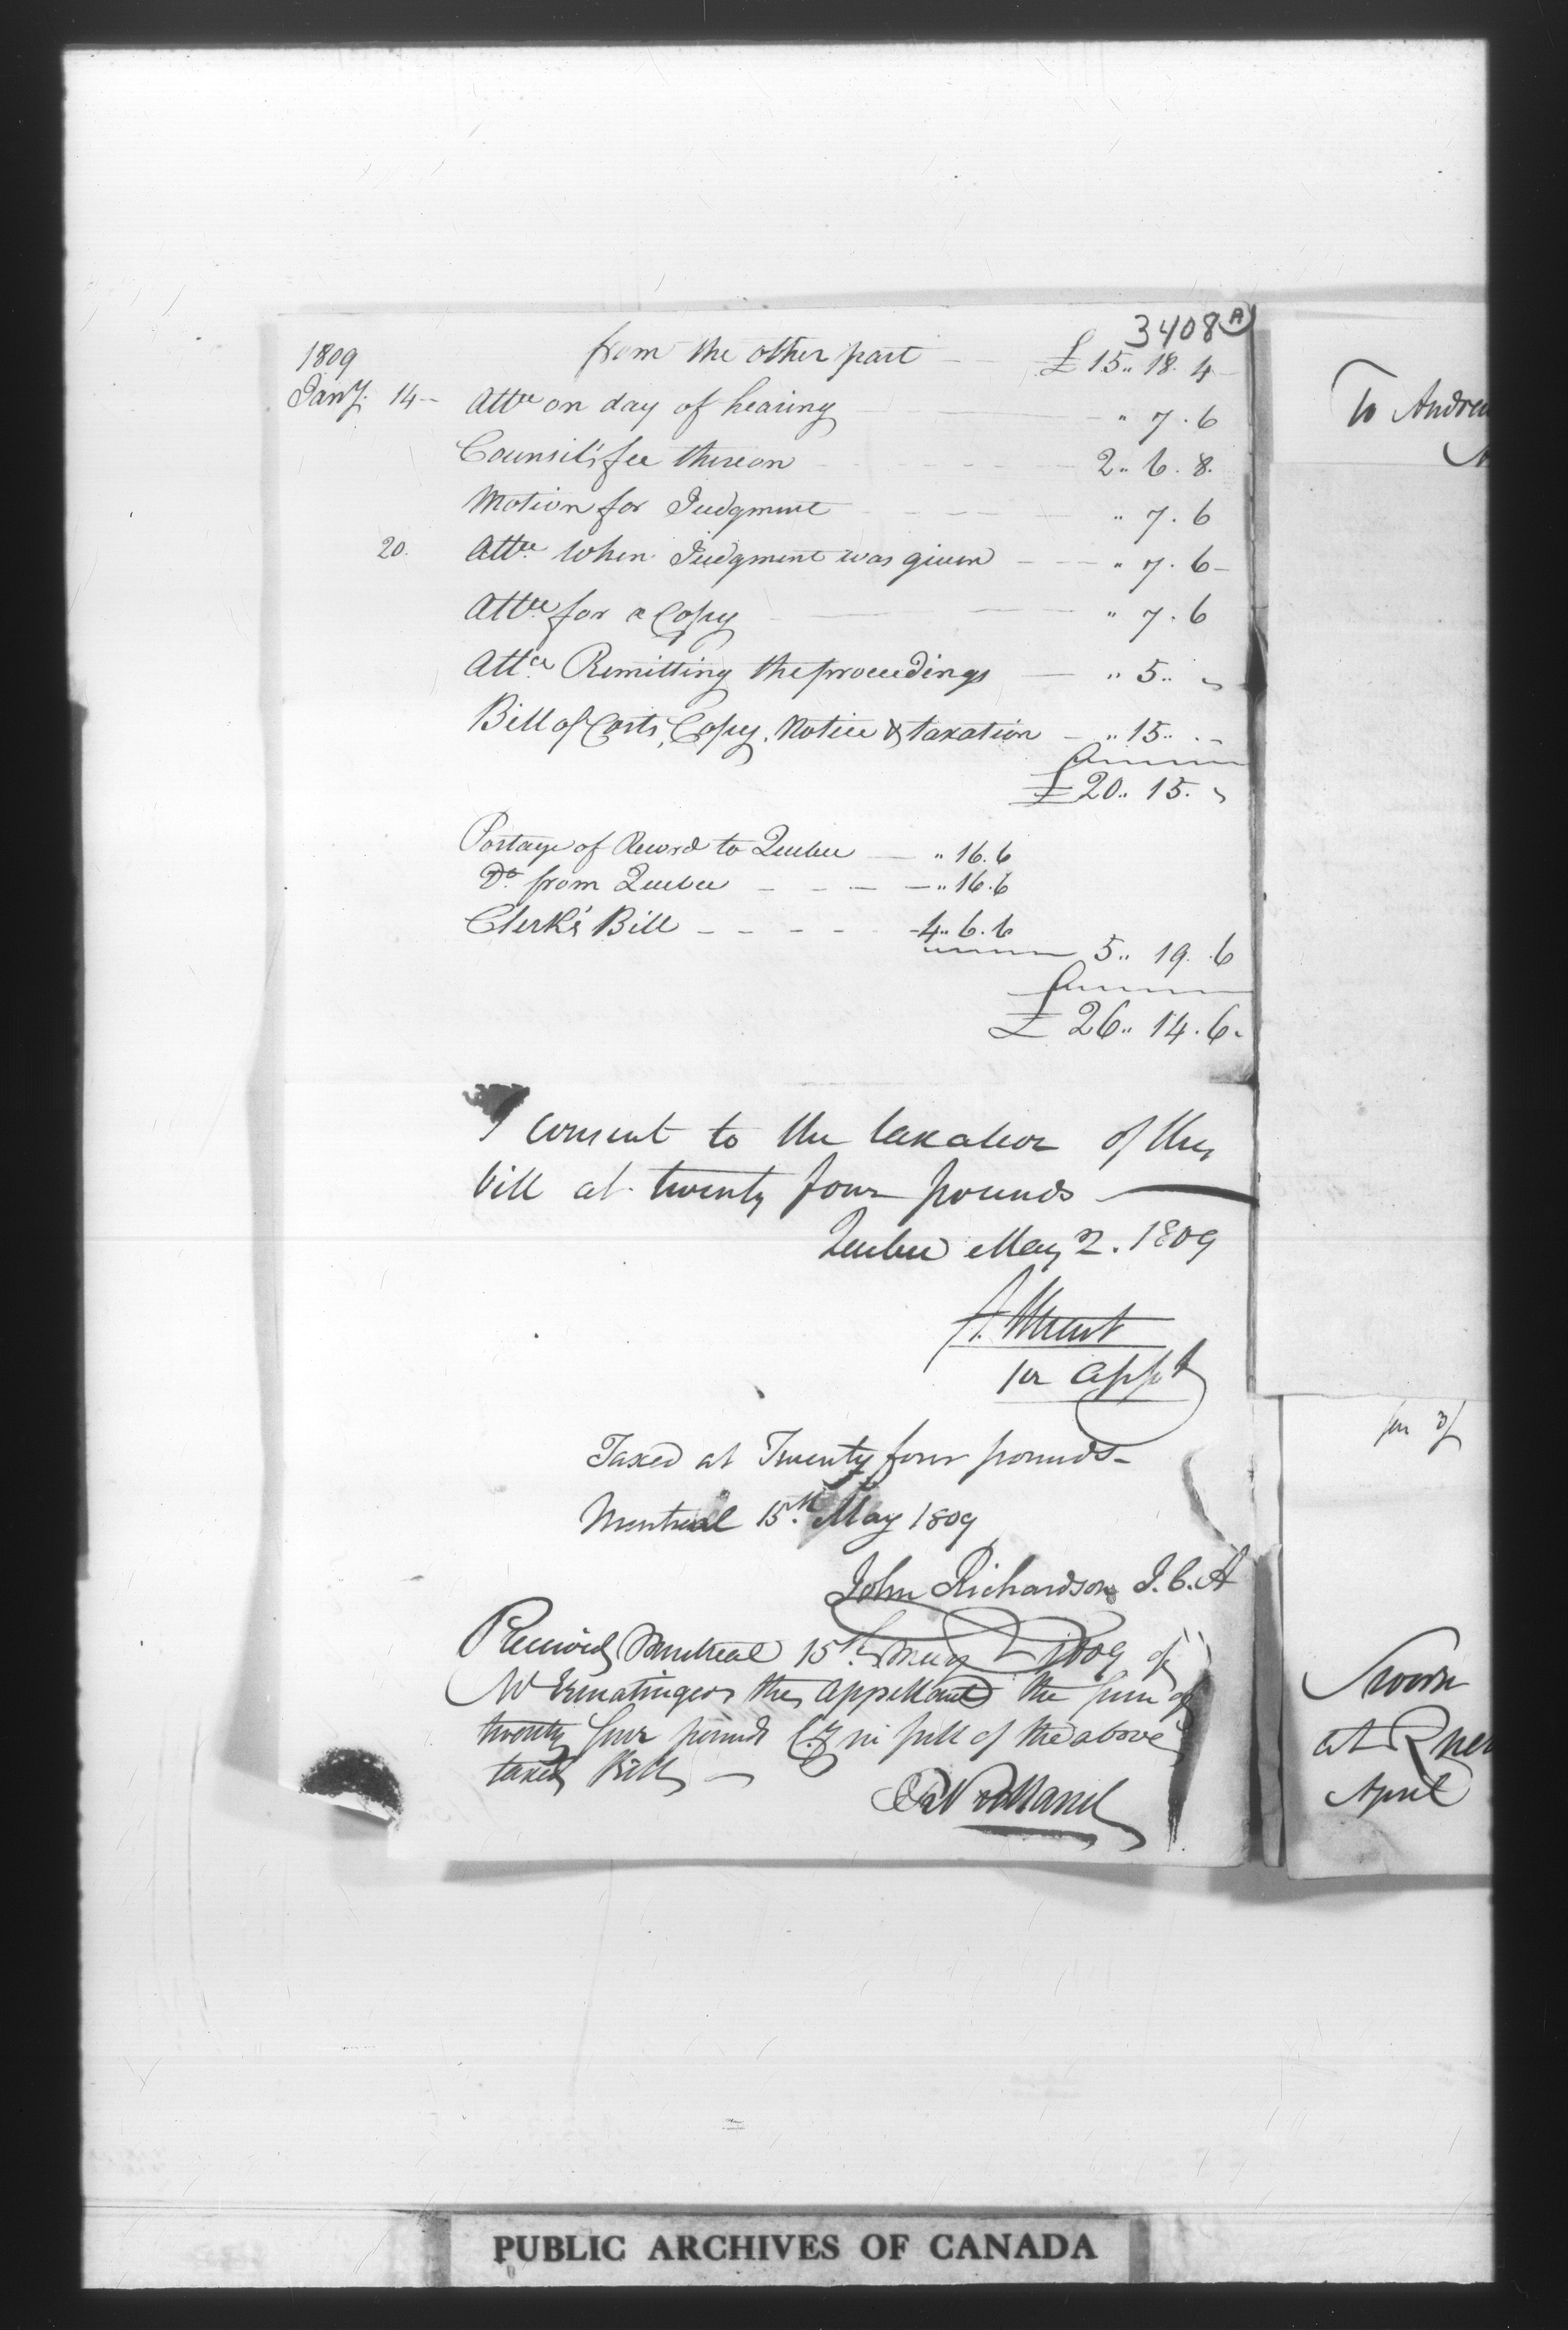 3408 A
1809 from the other part £ 15.. 18. 4
Jany. 14 Attce on day of hearing " 7. 6
Counsil's fee thereon 2.. 6. 8.
Motion for Judgment " 7. 6
20. Attce when Judgment was given " 7. 6
Attce for a Copy " 7. 6
Attce Remitting the proceedings " 5.. "
Bill of Costs, Copy, Notice & taxation " 15..
£ 20.. 15. "
Postage of Record to Quebec " 16. 6
Do. from Quebec " 16. 6
Clerk's Bill 4.. 6. 6
5.. 19. 6
£ 26.. 14. 6.
I consent to the taxation of this
bill at twenty four pounds
Quebec May 2. 1809
for Appt
Taxed at Twenty four pounds
Montreal 15th May 1809
John Richardson J.C.A
Received Montreal 15th May 1809 of
Mr Ermatinger the Appellant the sum of
twenty four pounds Cy in full of the above
taxed Bill
To Andrew
Sworn
at
April
PUBLIC ARCHIVES OF CANADA